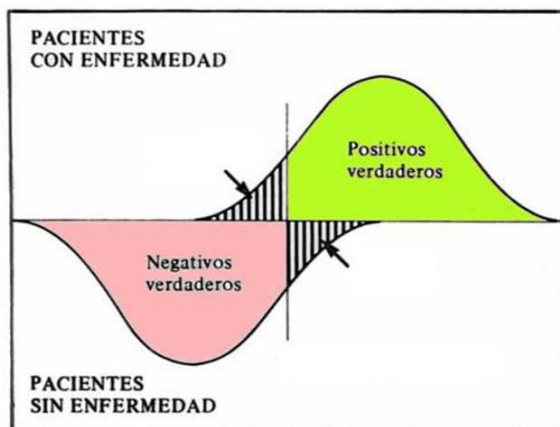 PACIENTES
CON ENFERMEDAD
Positivos
verdaderos
Negativos
verdaderos
PACIENTES
SIN ENFERMEDAD